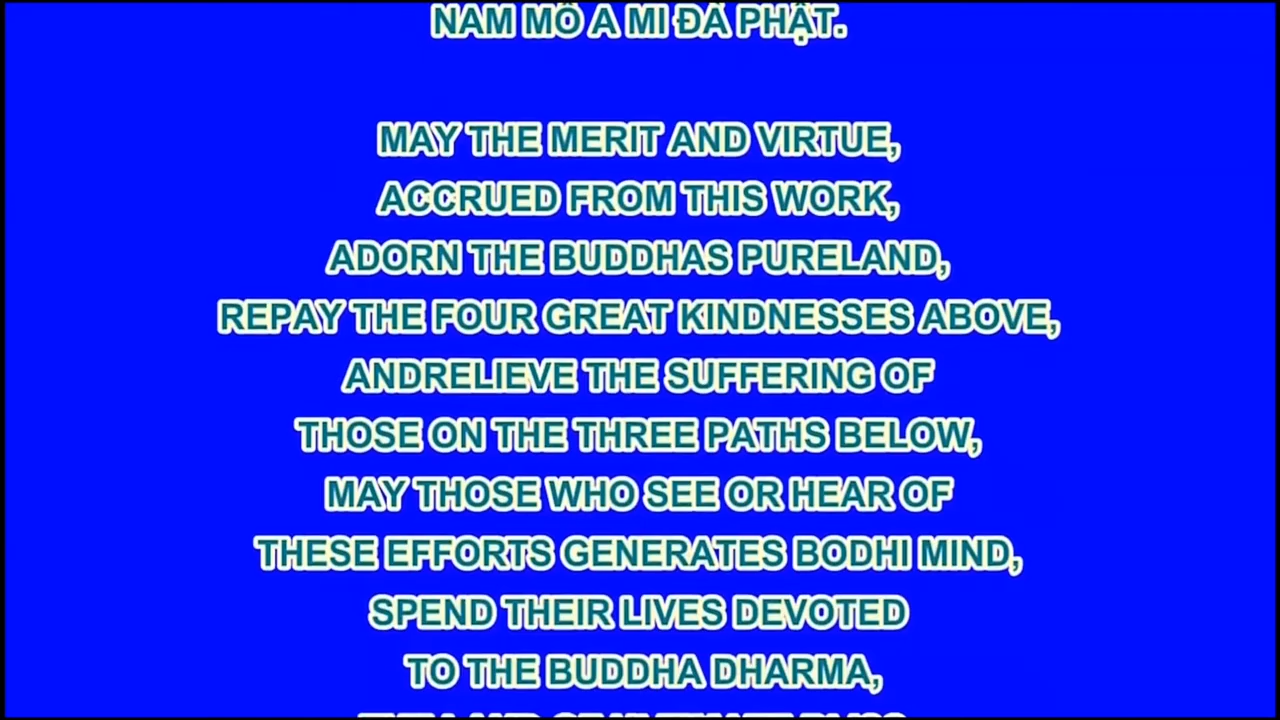 NAM MÔ A MI ĐÀ PHẬT.
MAY THE MERIT AND VIRTUE,
ACCRUED FROM THIS WORK,
ADORN THE BUDDHAS PURELAND,
REPAY THE FOUR GREAT KINDNESSES ABOVE,
ANDRELIEVE THE SUFFERING OF
THOSE ON THE THREE PATHS BELOW,
MAY THOSE WHO SEE OR HEAR OF
THESE EFFORTS GENERATES BODHI MIND,
SPEND THEIR LIVES DEVOTED
TO THE BUDDHA DHARMA,